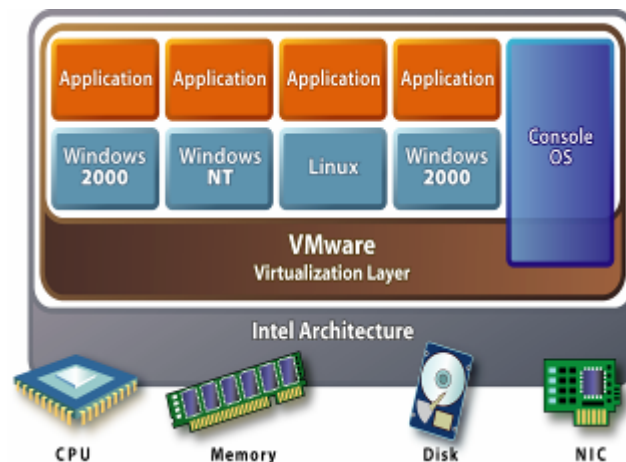 Application Application Application Application
Console
OS
Windows
2000
Windows
NT
Linux
Windows
2000
VMware
Virtualization Layer
Intel Architecture
CPU Memory Disk NIC